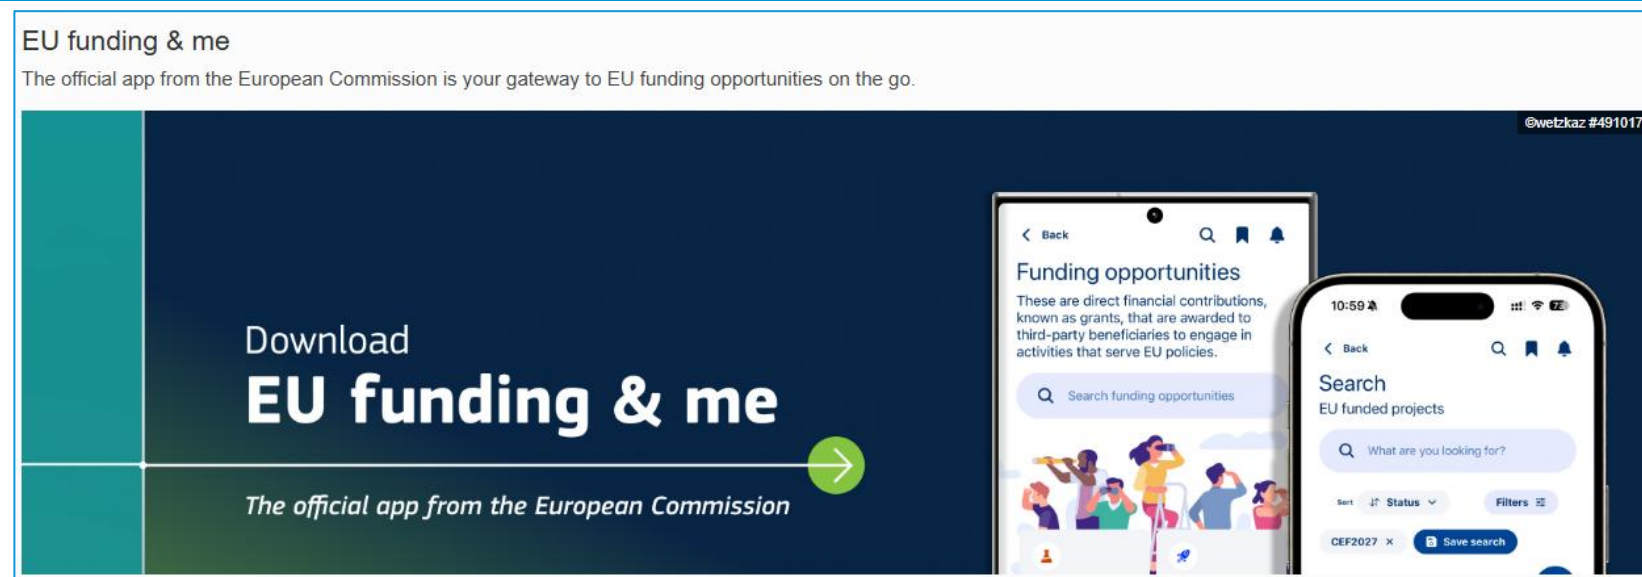 EU funding & me
The official app from the European Commission is your gateway to EU funding opportunities on the go.
©wetzkaz #491017
Download
EU funding & me
The official app from the European Commission
Back
Funding opportunities
These are direct financial contributions,
known as grants, that are awarded to
third-party beneficiaries to engage in
activities that serve EU policies.
Search funding opportunities
10:59
73
Back
Search
EU funded projects
What are you looking for?
Sort
Status
Filters
CEF2027 ×
Save search